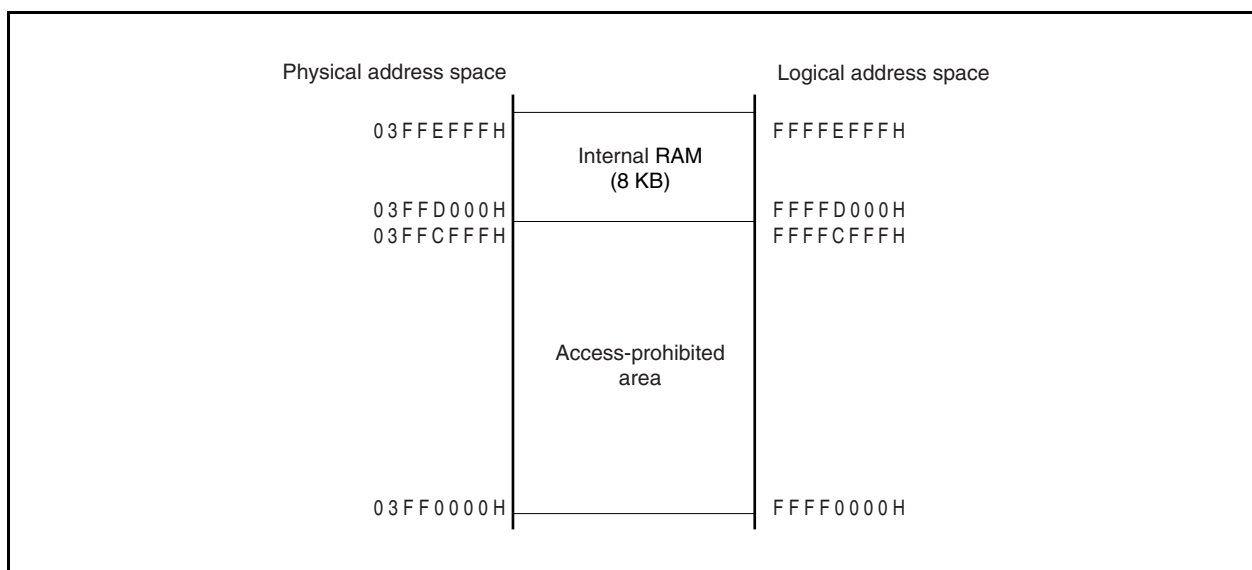 Physical address space
Logical address space
03FFEFFFH
FFFFEFFFH
Internal RAM
(8 KB)
03FFD000H
FFFFD000H
03FFCFFFH
FFFFCFFFH
Access-prohibited
area
03FF0000H
FFFF0000H